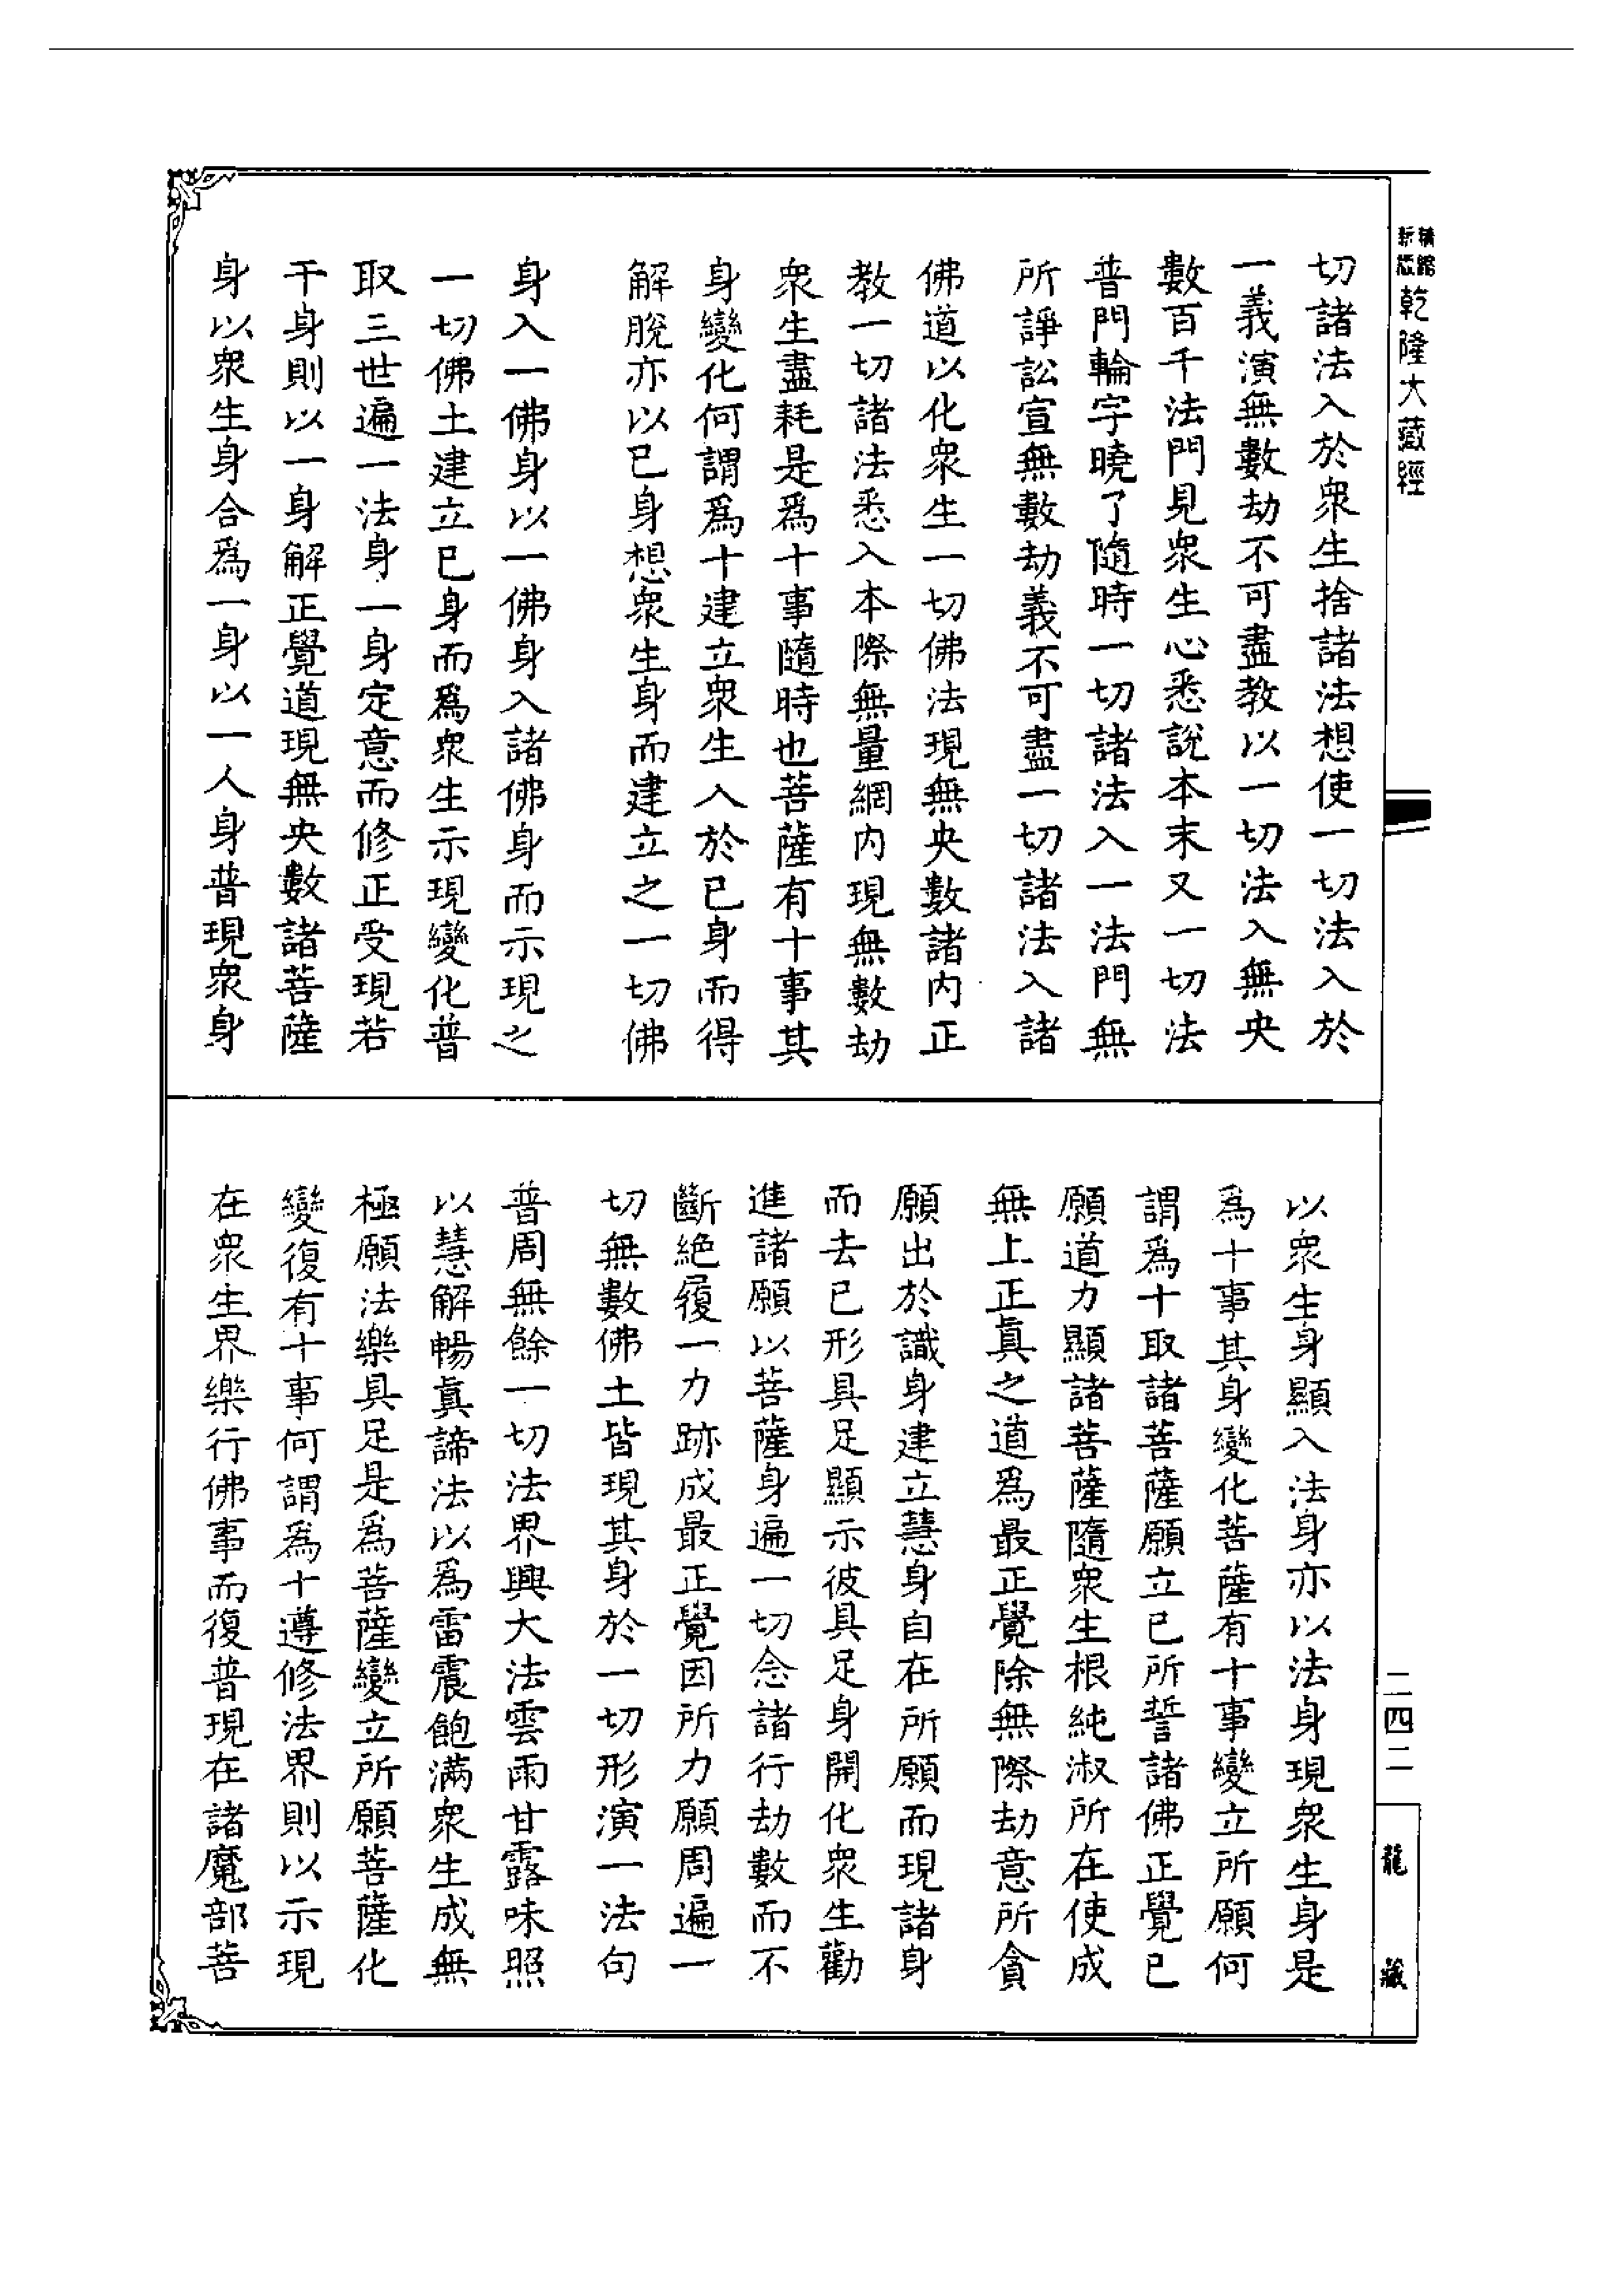 精縮
新版
乾隆大藏經
切諸法入於衆生捨諸法想使一切法入於
一義演無數劫不可盡教以一切法入無央
數百千法門見衆生心悉說本末又一切法
普門輪字曉了隨時一切諸法入一法門無
所諍訟宣無數劫義不可盡一切諸法入諸
佛道以化衆生一切佛法現無央數諸內正
教一切諸法悉入本際無量網內現無數劫
衆生盡耗是爲十事隨時也菩薩有十事其
身變化何謂爲十建立衆生入於已身而得
解脫亦以已身想衆生身而建立之一切佛
身入一佛身以一佛身入諸佛身而示現之
一切佛土建立已身而爲衆生示現變化普
取三世遍一法身一身定意而修正受現若
干身則以一身解正覺道現無央數諸菩薩
身以衆生身合爲一身以一人身普現衆身
以衆生身顯入法身亦以法身現衆生身是
爲十事其身變化菩薩有十事變立所願何
謂爲十取諸菩薩願立已所誓諸佛正覺已
願道力顯諸菩薩隨衆生根純淑所在使成
無上正眞之道爲最正覺除無際劫意所貪
願出於識身建立慧身自在所願而現諸身
而去已形具足顯示彼具足身開化衆生勸
進諸願以菩薩身遍一切念諸行劫數而不
斷絕履一力跡成最正覺因所力願周遍一
切無數佛土皆現其身於一切形演一法句
普周無餘一切法界興大法雲雨甘露味照
以慧解暢眞諦法以爲雷震飽滿衆生成無
極願法樂具足是爲菩薩變立所願菩薩化
變復有十事何謂爲十遵修法界則以示現
在衆生界樂行佛事而復普現在諸魔部菩
二四二
龍藏